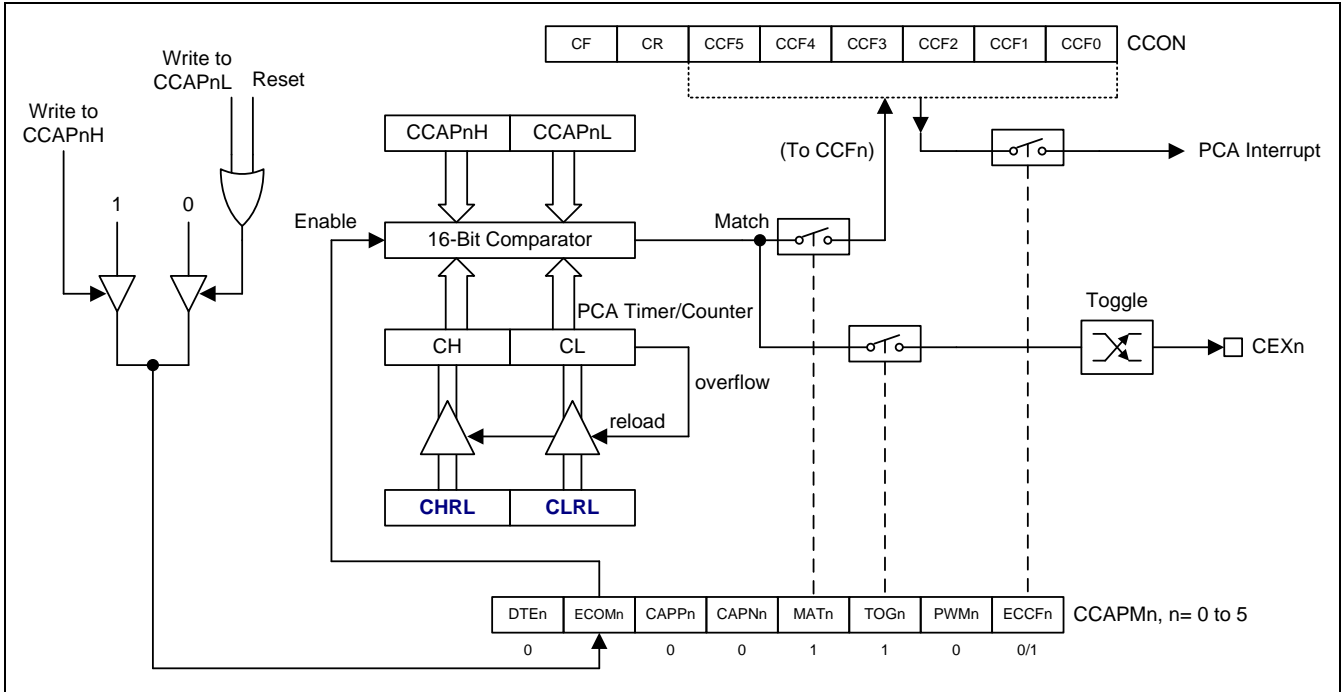 CF CR CCF5 CCF4 CCF3 CCF2 CCF1 CCF0 CCON
Write to
CCAPnL
Reset
Write to
CCAPnH
CCAPnH CCAPnL
(To CCFn)
PCA Interrupt
1 0
Enable
16-Bit Comparator
Match
PCA Timer/Counter
Toggle
CH CL
CEXn
overflow
reload
CHRL CLRL
DTEn ECOMn CAPPn CAPNn MATn TOGn PWMn ECCFn CCAPMn, n= 0 to 5
0 0 0 1 1 0 0/1